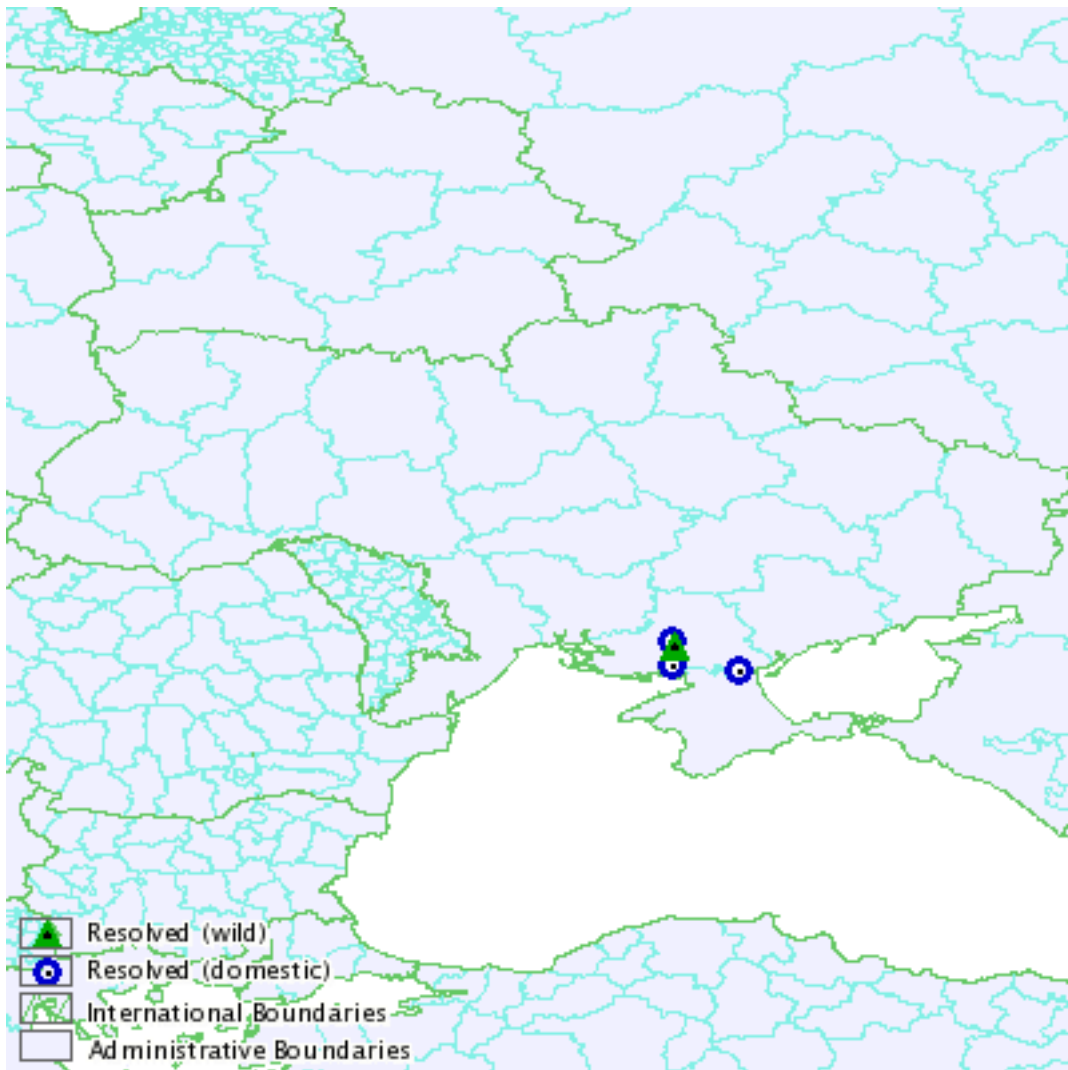 Resolved (wild)
Resolved (domestic)
International Boundaries
Administrative Boundaries